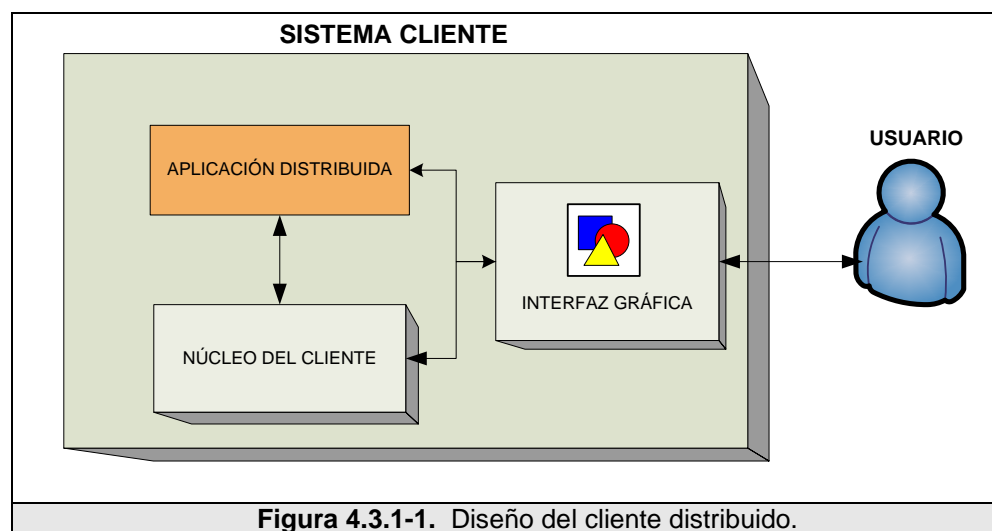 SISTEMA CLIENTE
USUARIO
APLICACIÓN DISTRIBUIDA
INTERFAZ GRÁFICA
NÚCLEO DEL CLIENTE
Figura 4.3.1-1. Diseño del cliente distribuido.